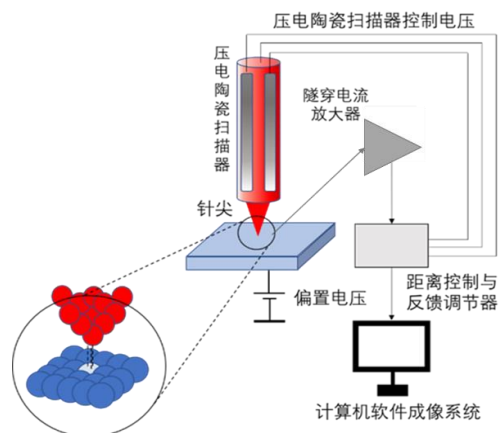 压电陶瓷扫描器控制电压
压电陶瓷扫描器
隧穿电流
放大器
针尖
偏置电压
距离控制与
反馈调节器
计算机软件成像系统